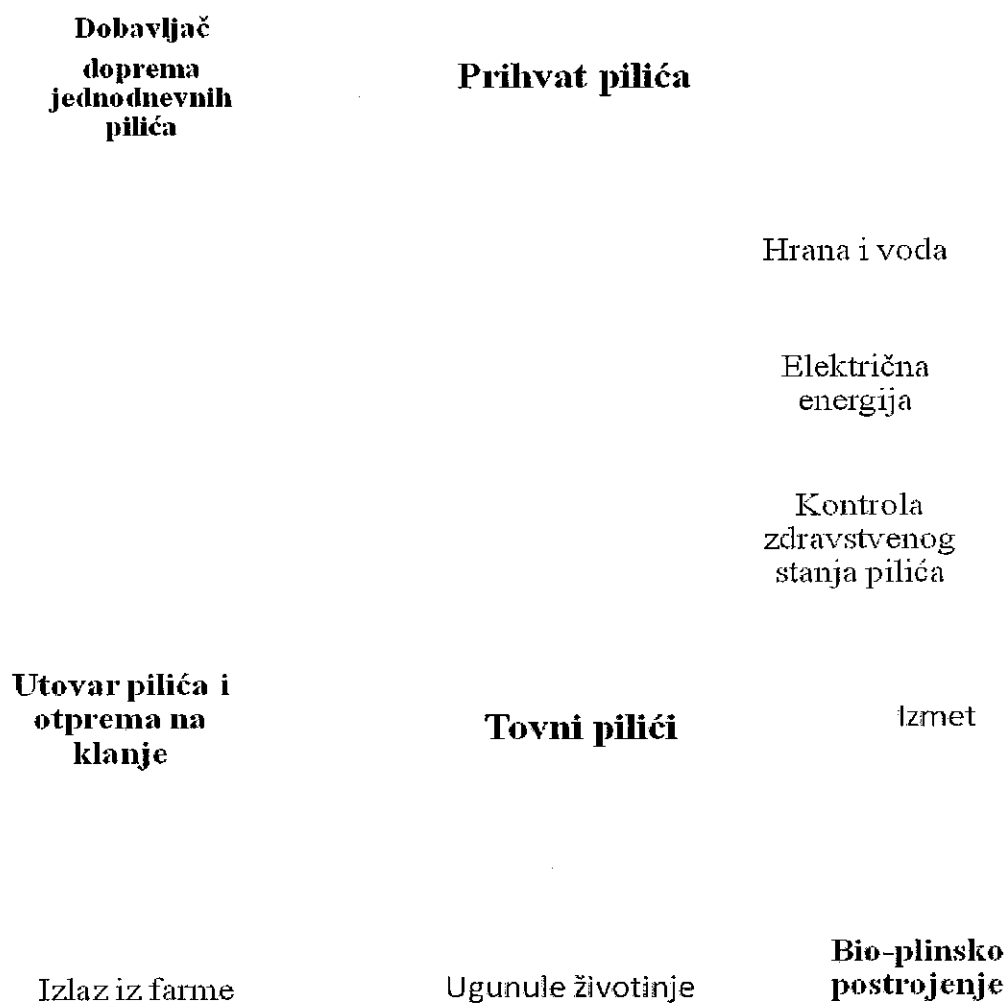 Dobavljač
doprema
jednodnevnih
pilića
Prihvat pilića
Hrana i voda
Električna
energija
Kontrola
zdravstvenog
stanja pilića
Utovar pilića i
otprema na
klanje
Tovni pilići
Izmet
Izlaz iz farme
Ugunule životinje
Bio-plinsko
postrojenje